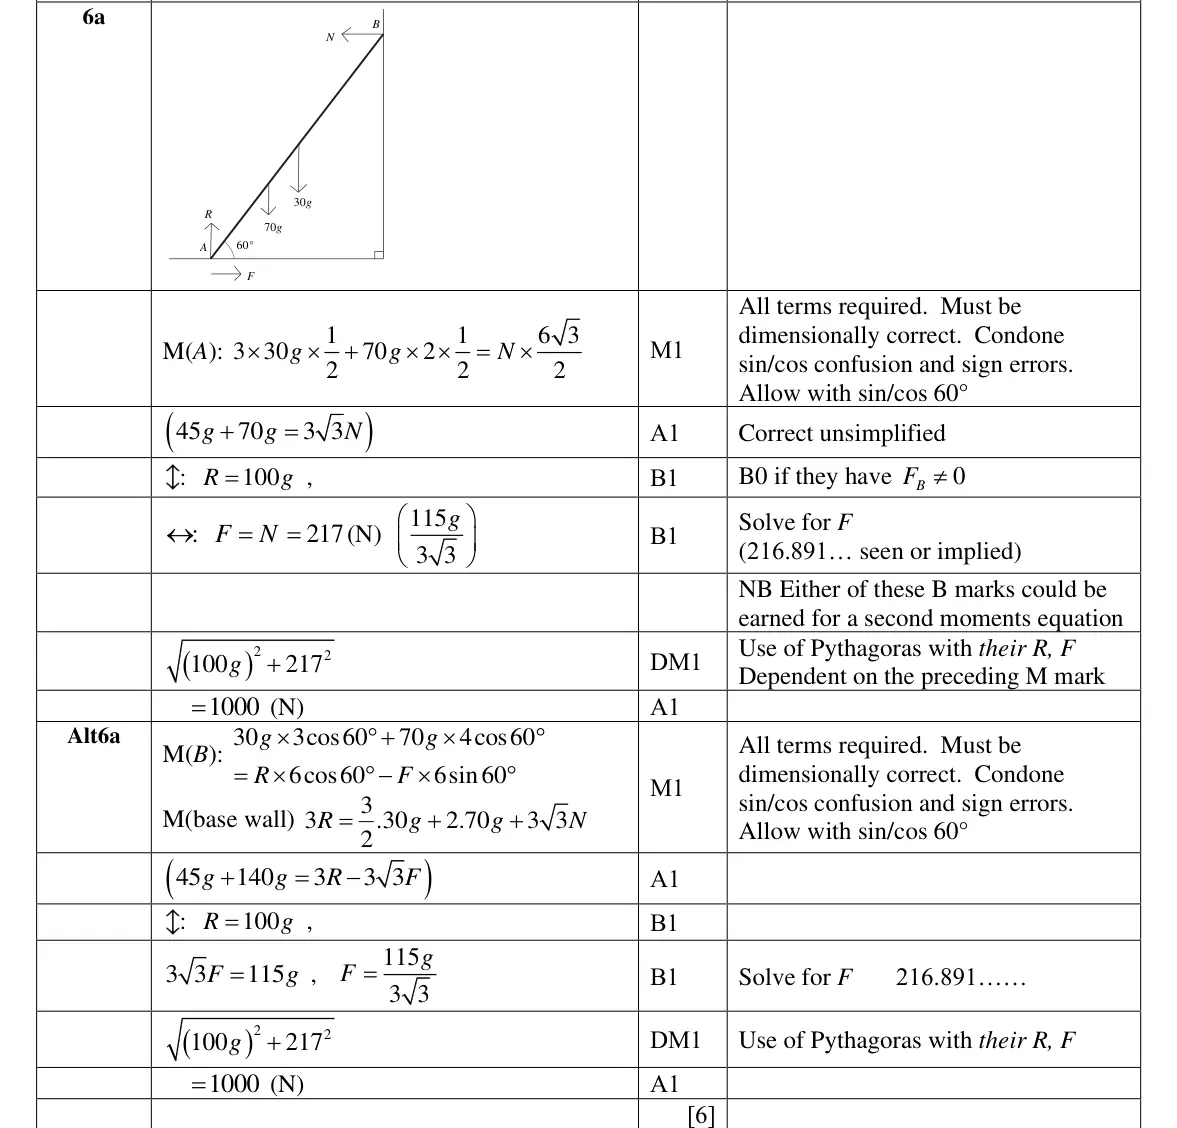 6a
B
N
30g
R
70g
A 60°
F
M(A): 3×30g×1/2+70g×2×1/2=N×6√3/2
M1
All terms required. Must be
dimensionally correct. Condone
sin/cos confusion and sign errors.
Allow with sin/cos 60°
(45g+70g=3√3N)
A1
Correct unsimplified
↕: R=100g ,
B1
B0 if they have F_B ≠ 0
↔: F=N=217(N) (115g/3√3)
B1
Solve for F
(216.891… seen or implied)
NB Either of these B marks could be
earned for a second moments equation
√((100g)²+217²)
DM1
Use of Pythagoras with their R, F
Dependent on the preceding M mark
=1000 (N)
A1
Alt6a
M(B): 30g×3cos60°+70g×4cos60°
=R×6cos60°−F×6sin60°
M(base wall) 3R=3/2.30g+2.70g+3√3N
M1
All terms required. Must be
dimensionally correct. Condone
sin/cos confusion and sign errors.
Allow with sin/cos 60°
(45g+140g=3R−3√3F)
A1
↕: R=100g ,
B1
3√3F=115g , F=115g/3√3
B1
Solve for F 216.891……
√((100g)²+217²)
DM1
Use of Pythagoras with their R, F
=1000 (N)
A1
[6]